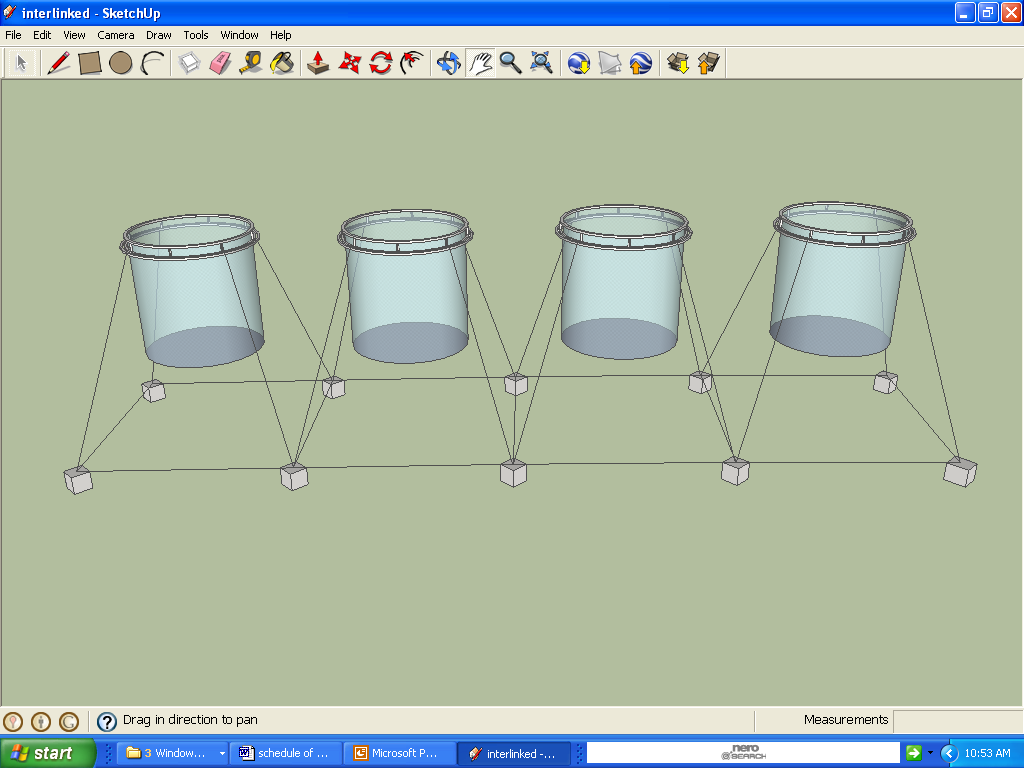 interlinked - SketchUp
File Edit View Camera Draw Tools Window Help
Drag in direction to pan
Measurements
start
3 Window...
schedule of ...
Microsoft P...
interlinked -...
nero
SEARCH
10:53 AM